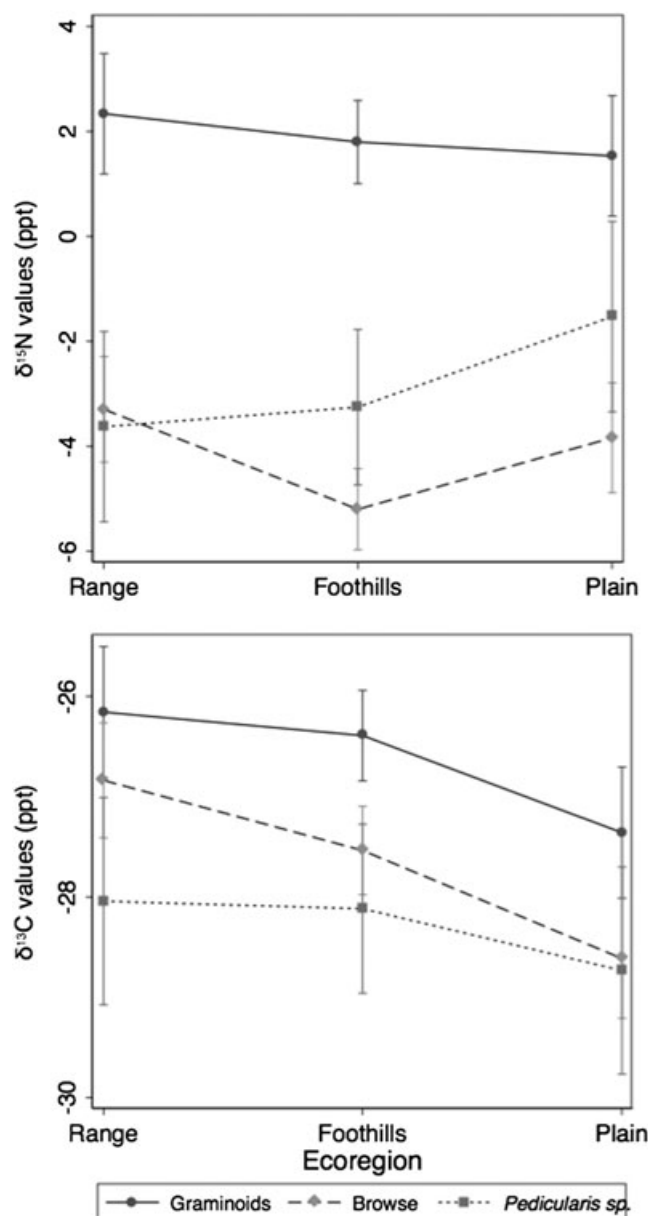 4
2
0
-2
-4
-6
δ¹⁵N values (ppt)
Range Foothills Plain
-26
-28
-30
δ¹³C values (ppt)
Range Foothills Plain
Ecoregion
Graminoids Browse Pedicularis sp.